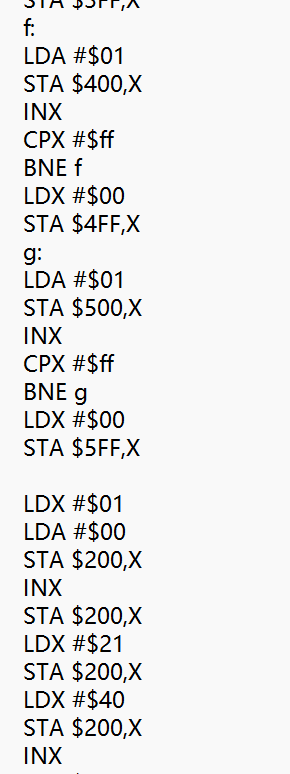 STA $5FF,X
f:
LDA #$01
STA $400,X
INX
CPX #$ff
BNE f
LDX #$00
STA $4FF,X
g:
LDA #$01
STA $500,X
INX
CPX #$ff
BNE g
LDX #$00
STA $5FF,X

LDX #$01
LDA #$00
STA $200,X
INX
STA $200,X
LDX #$21
STA $200,X
LDX #$40
STA $200,X
INX